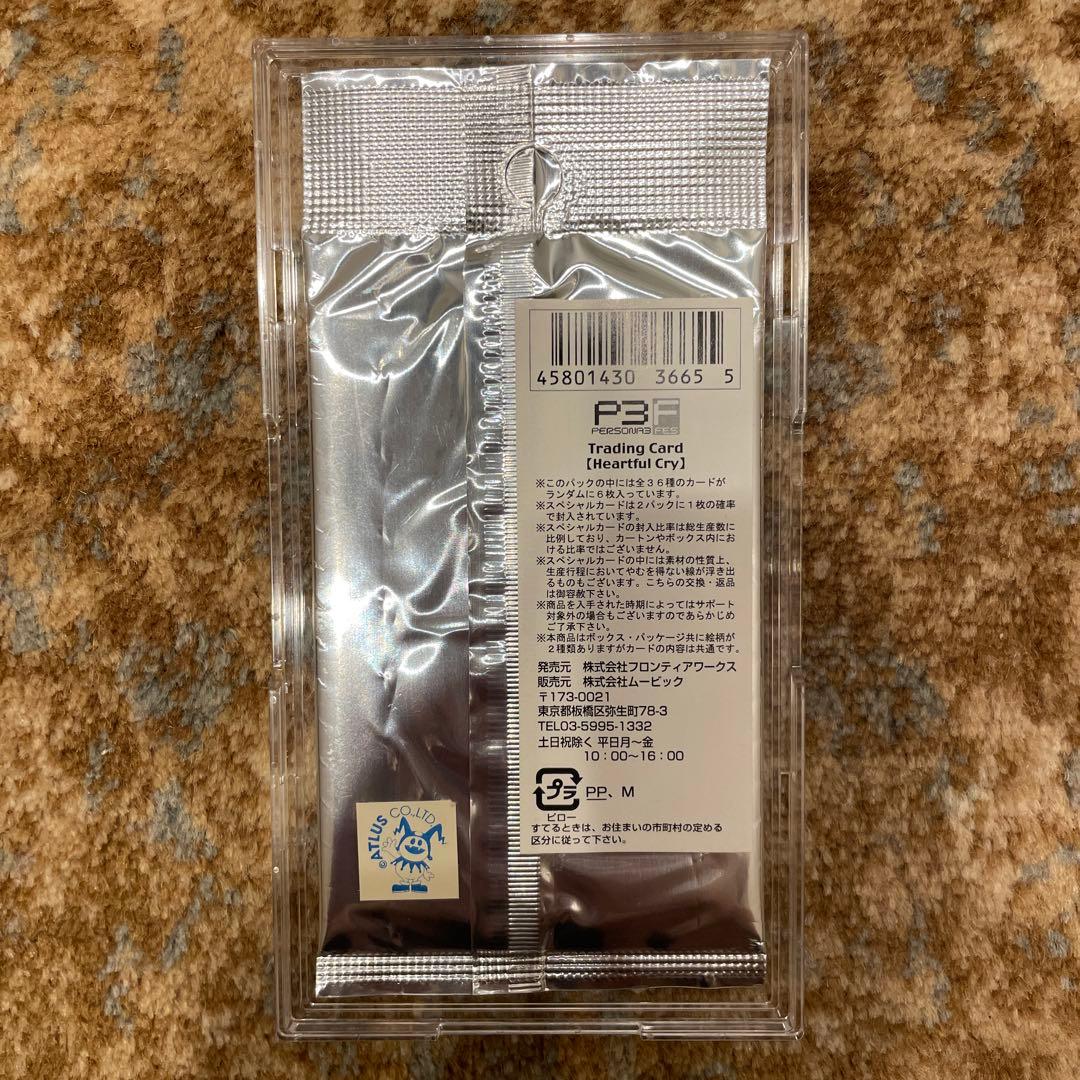 45801430 3665 5
P3F
PERSONA3 FES
Trading Card
【Heartful Cry】
※このパックの中には全36種のカードが
ランダムに6枚入っています。
※スペシャルカードは2パックに1枚の確率
で封入されています。
※スペシャルカードの封入比率は総生産数に
比例しており、カートンやボックス内にお
ける比率ではございません。
※スペシャルカードの中には素材の性質上、
生産行程においてやむを得ない線が浮き出
るものもございます。こちらの交換・返品
は御容赦下さい。
※商品を入手された時期によってはサポート
対象外の場合もございますのであらかじめ
ご了承下さい。
※本商品はボックス・パッケージ共に絵柄が
2種類ありますがカードの内容は共通です。
発売元 株式会社フロンティアワークス
販売元 株式会社ムービック
〒173-0021
東京都板橋区弥生町78-3
TEL03-5995-1332
土日祝除く 平日月～金
10：00～16：00
プラ PP、M
ピロー
すてるときは、お住まいの市町村の定める
区分に従って下さい。
©ATLUS CO.,LTD